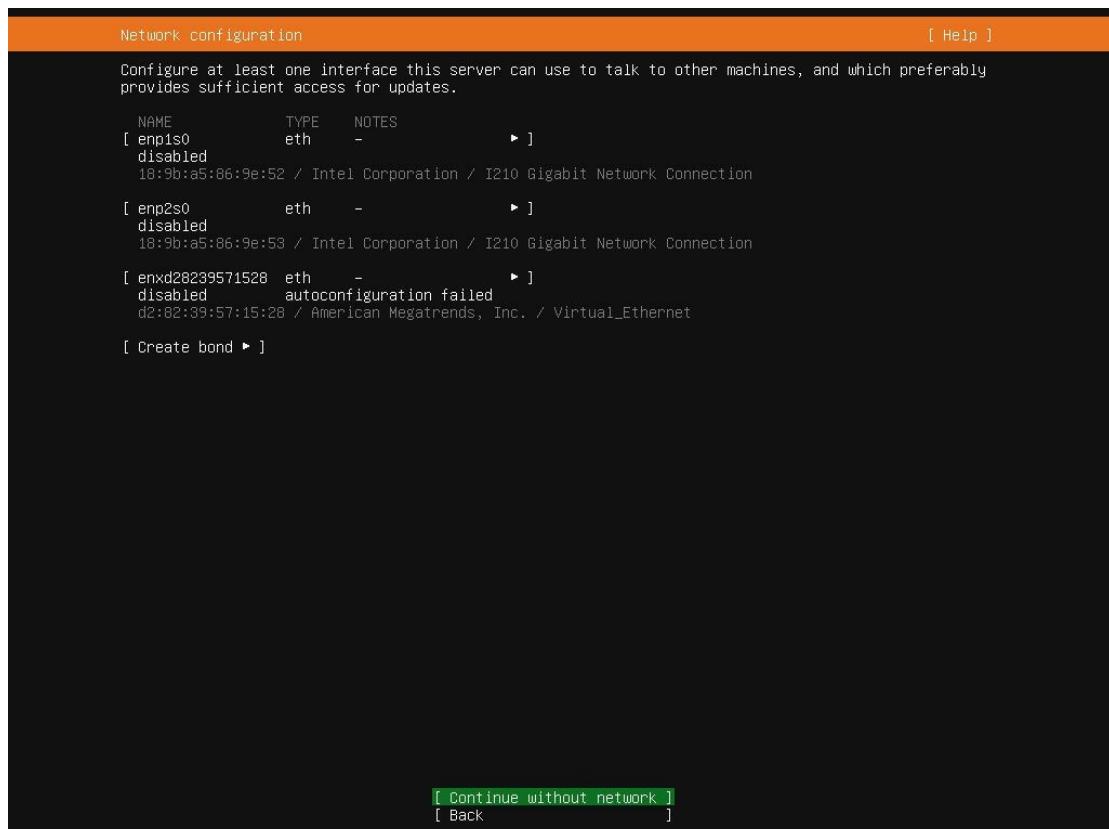 Network configuration [ Help ]
Configure at least one interface this server can use to talk to other machines, and which preferably
provides sufficient access for updates.
NAME TYPE NOTES
[ enp1s0 eth - ▸ ]
disabled
18:9b:a5:86:9e:52 / Intel Corporation / I210 Gigabit Network Connection
[ enp2s0 eth - ▸ ]
disabled
18:9b:a5:86:9e:53 / Intel Corporation / I210 Gigabit Network Connection
[ enxd28239571528 eth - ▸ ]
disabled autoconfiguration failed
d2:82:39:57:15:28 / American Megatrends, Inc. / Virtual_Ethernet
[ Create bond ▸ ]
[ Continue without network ]
[ Back ]